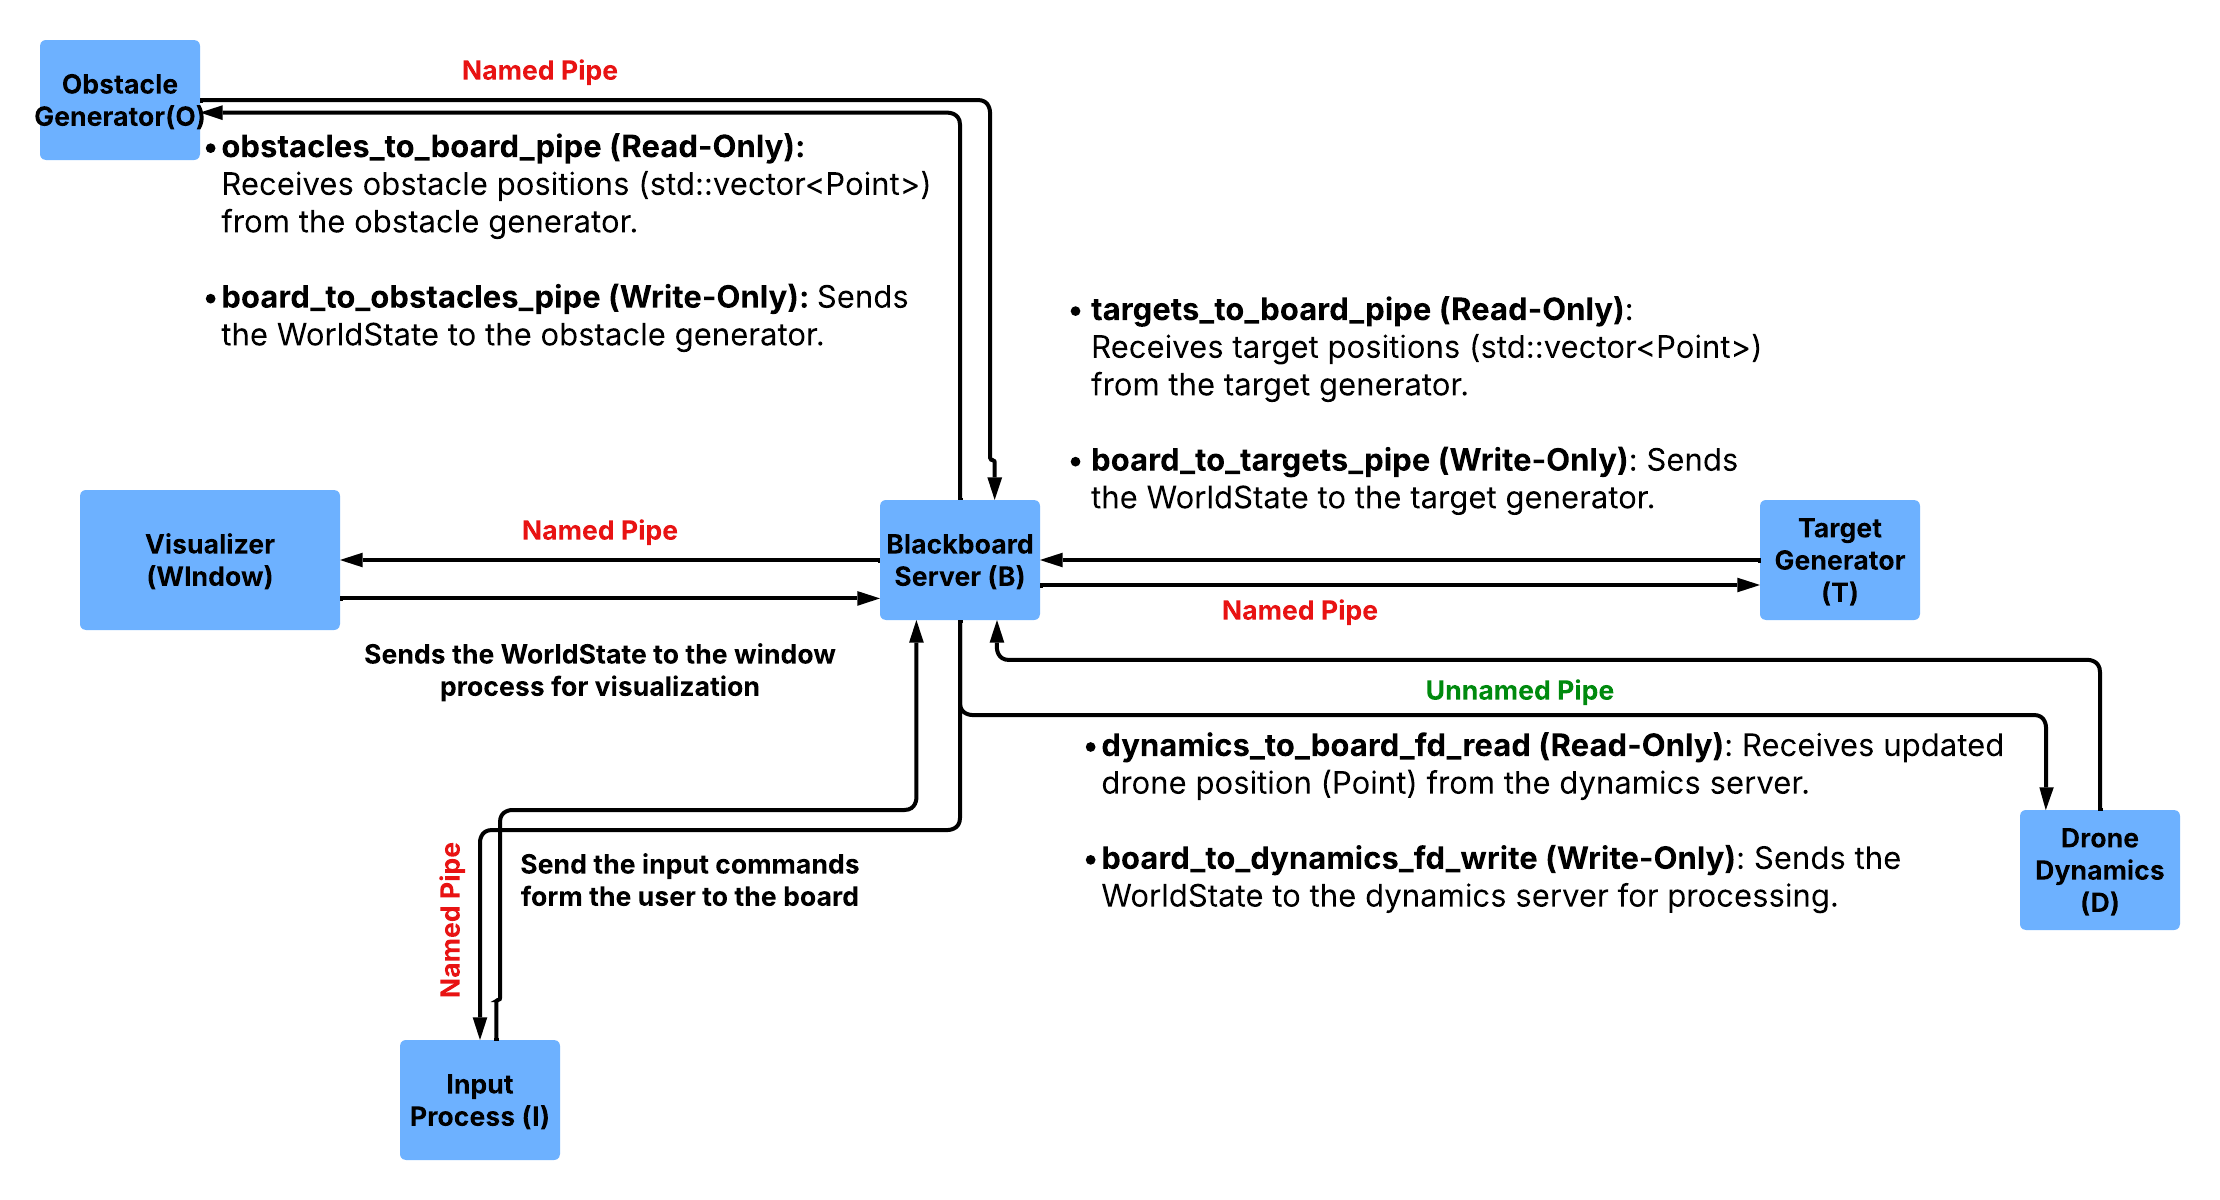 Obstacle
Generator(O)
Named Pipe
• obstacles_to_board_pipe (Read-Only):
Receives obstacle positions (std::vector<Point>)
from the obstacle generator.
• board_to_obstacles_pipe (Write-Only): Sends
the WorldState to the obstacle generator.
• targets_to_board_pipe (Read-Only):
Receives target positions (std::vector<Point>)
from the target generator.
• board_to_targets_pipe (Write-Only): Sends
the WorldState to the target generator.
Visualizer
(WIndow)
Named Pipe
Blackboard
Server (B)
Target
Generator
(T)
Named Pipe
Sends the WorldState to the window
process for visualization
Unnamed Pipe
• dynamics_to_board_fd_read (Read-Only): Receives updated
drone position (Point) from the dynamics server.
• board_to_dynamics_fd_write (Write-Only): Sends the
WorldState to the dynamics server for processing.
Drone
Dynamics
(D)
Named Pipe
Send the input commands
form the user to the board
Input
Process (I)